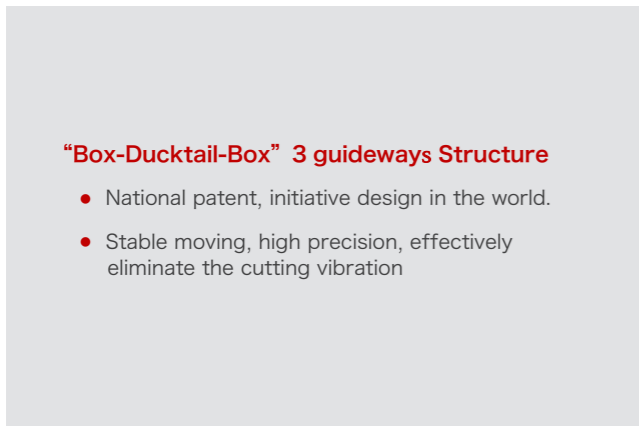 “Box-Ducktail-Box” 3 guideways Structure
● National patent, initiative design in the world.
● Stable moving, high precision, effectively
eliminate the cutting vibration